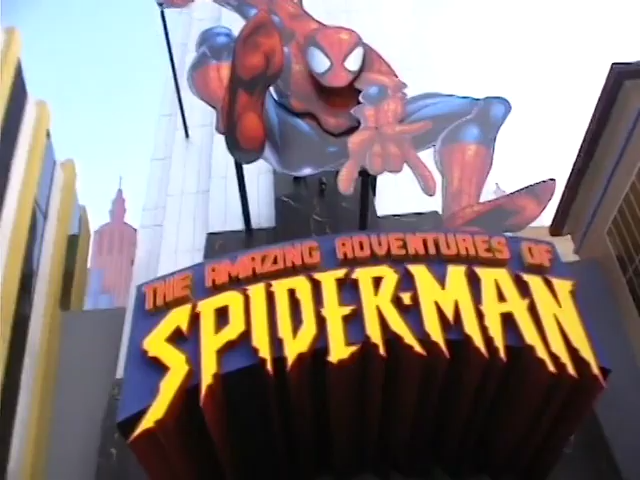 THE AMAZING ADVENTURES OF
SPIDER-MAN